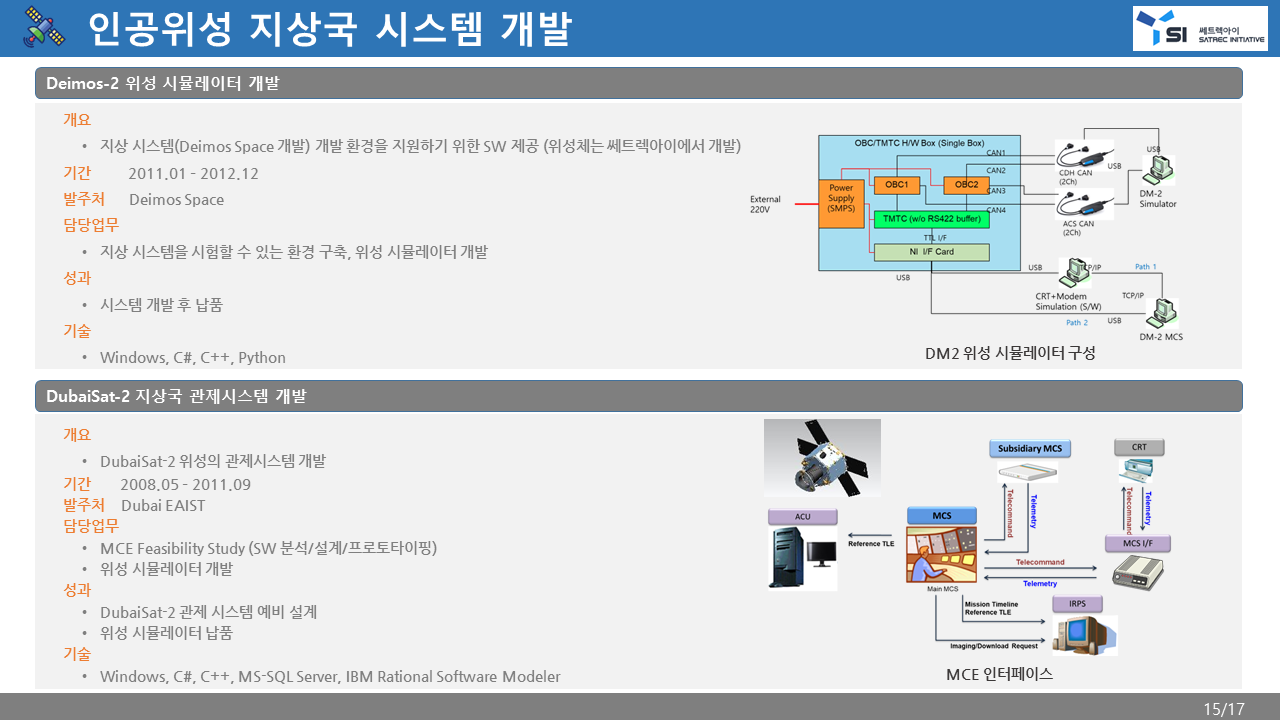 인공위성 지상국 시스템 개발
SI 쎄트렉아이
SATREC INITIATIVE
Deimos-2 위성 시뮬레이터 개발
개요
• 지상 시스템(Deimos Space 개발) 개발 환경을 지원하기 위한 SW 제공 (위성체는 쎄트렉아이에서 개발)
기간 2011.01 – 2012.12
발주처 Deimos Space
담당업무
• 지상 시스템을 시험할 수 있는 환경 구축, 위성 시뮬레이터 개발
성과
• 시스템 개발 후 납품
기술
• Windows, C#, C++, Python
OBC/TMTC H/W Box (Single Box)
CAN1
CAN2
CAN3
CAN4
External
220V
Power
Supply
(SMPS)
OBC1
OBC2
TMTC (w/o RS422 buffer)
TTL I/F
NI I/F Card
USB
CDH CAN
(2Ch)
USB
USB
ACS CAN
(2Ch)
DM-2
Simulator
USB
TCP/IP
Path 1
CRT+Modem
Simulation (S/W)
TCP/IP
Path 2
USB
DM-2 MCS
DM2 위성 시뮬레이터 구성
DubaiSat-2 지상국 관제시스템 개발
개요
• DubaiSat-2 위성의 관제시스템 개발
기간 2008.05 – 2011.09
발주처 Dubai EAIST
담당업무
• MCE Feasibility Study (SW 분석/설계/프로토타이핑)
• 위성 시뮬레이터 개발
성과
• DubaiSat-2 관제 시스템 예비 설계
• 위성 시뮬레이터 납품
기술
• Windows, C#, C++, MS-SQL Server, IBM Rational Software Modeler
Subsidiary MCS
CRT
Telecommand
Telemetry
Telecommand
Telemetry
ACU
MCS
MCS I/F
Reference TLE
Telecommand
Telemetry
Main MCS
IRPS
Mission Timeline
Reference TLE
Imaging/Download Request
MCE 인터페이스
15/17